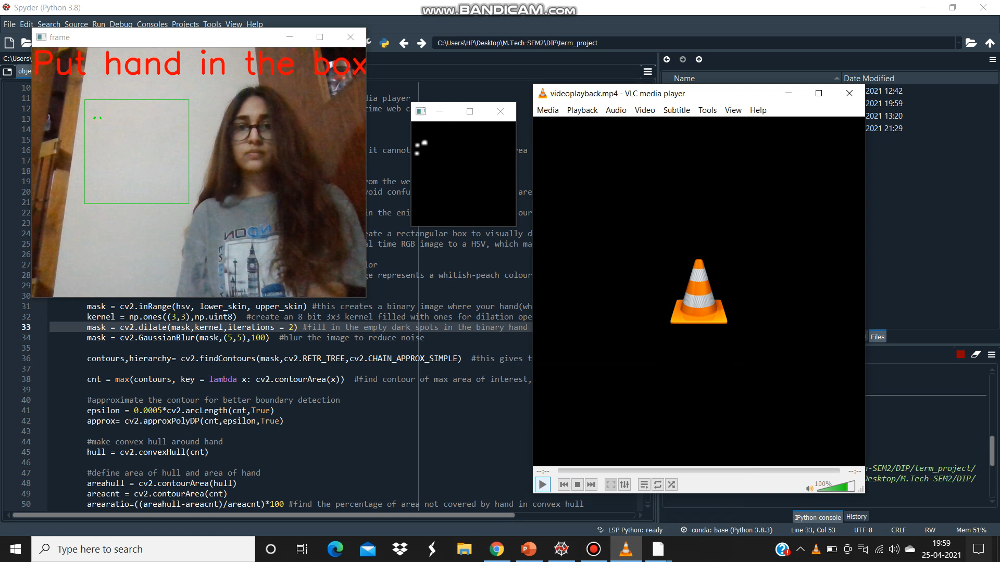 Spyder (Python 3.8)
www.BANDICAM.com
File Edit Search Source Run Debug Consoles Projects Tools View Help
frame
C:\Users\HP\Desktop\M.Tech-SEM2\DIP\term_project
C:\Users\
obje
Put hand in the box
Name
Date Modified
2021 12:42
2021 19:59
2021 13:20
2021 21:29
videoplayback.mp4 - VLC media player
Media Playback Audio Video Subtitle Tools View Help
10
11 dia player
12 time web c
13
14
15
16 it cannot rea
17
18
19 om the we
20 void confu are
21
22 in the eni our
23
24 eate a rectangular box to visually d
25 al time RGB image to a HSV, which ma
26
27 lor
28 ge represents a whitish-peach colour
29
30
31 mask = cv2.inRange(hsv, lower_skin, upper_skin) #this creates a binary image where your hand(wh
32 kernel = np.ones((3,3),np.uint8) #create an 8 bit 3x3 kernel filled with ones for dilation ope
33 mask = cv2.dilate(mask,kernel,iterations = 2) #fill in the empty dark spots in the binary hand
34 mask = cv2.GaussianBlur(mask,(5,5),100) #blur the image to reduce noise
35
36 contours,hierarchy= cv2.findContours(mask,cv2.RETR_TREE,cv2.CHAIN_APPROX_SIMPLE) #this gives t
37
38 cnt = max(contours, key = lambda x: cv2.contourArea(x)) #find contour of max area of interest,
39
40 #approximate the contour for better boundary detection
41 epsilon = 0.0005*cv2.arcLength(cnt,True)
42 approx= cv2.approxPolyDP(cnt,epsilon,True)
43
44 #make convex hull around hand
45 hull = cv2.convexHull(cnt)
46
47 #define area of hull and area of hand
48 areahull = cv2.contourArea(hull)
49 areacnt = cv2.contourArea(cnt)
50 arearatio=((areahull-areacnt)/areacnt)*100 #find the percentage of area not covered by hand in convex hull
Files
--:--
--:--
100%
n-SEM2/DIP/term_project/
Desktop/M.Tech-SEM2/DIP/
IPython console
History
LSP Python: ready
conda: base (Python 3.8.3)
Line 33, Col 53
UTF-8
CRLF
RW
Mem 51%
Type here to search
19:59
25-04-2021